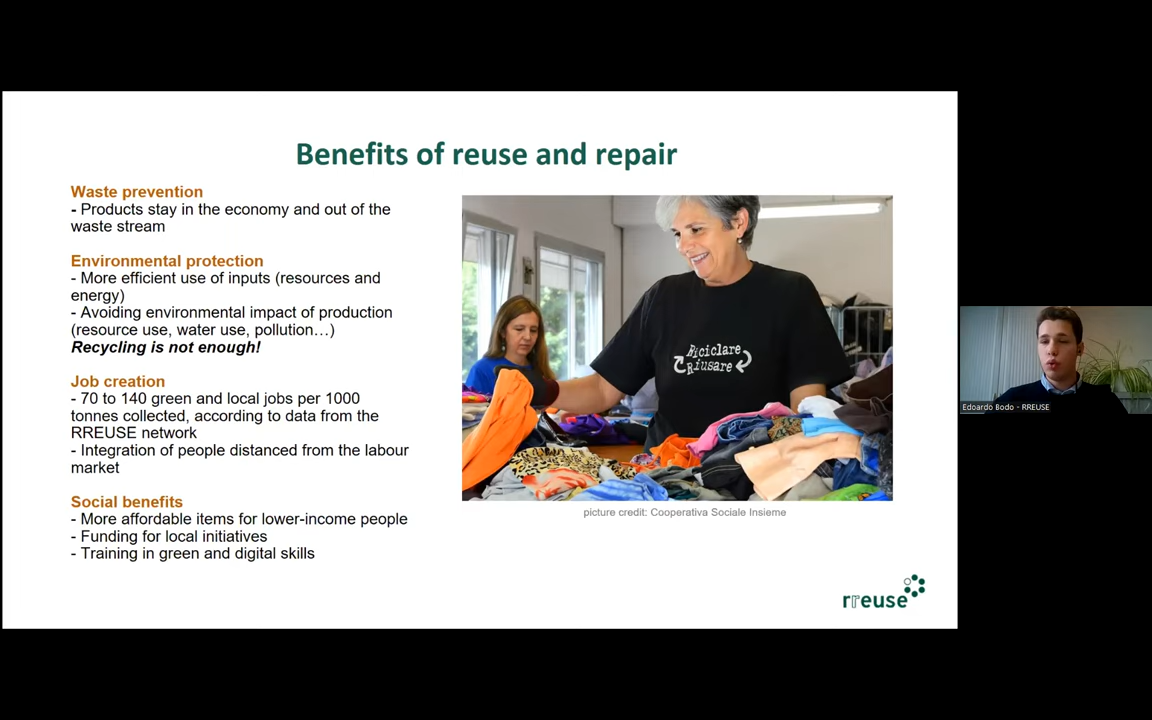 Benefits of reuse and repair
Waste prevention
- Products stay in the economy and out of the
waste stream
Environmental protection
- More efficient use of inputs (resources and
energy)
- Avoiding environmental impact of production
(resource use, water use, pollution…)
Recycling is not enough!
Job creation
- 70 to 140 green and local jobs per 1000
tonnes collected, according to data from the
RREUSE network
- Integration of people distanced from the labour
market
Social benefits
- More affordable items for lower-income people
- Funding for local initiatives
- Training in green and digital skills
Riciclare
Riusare
picture credit: Cooperativa Sociale Insieme
rreuse
Edoardo Bodo - RREUSE